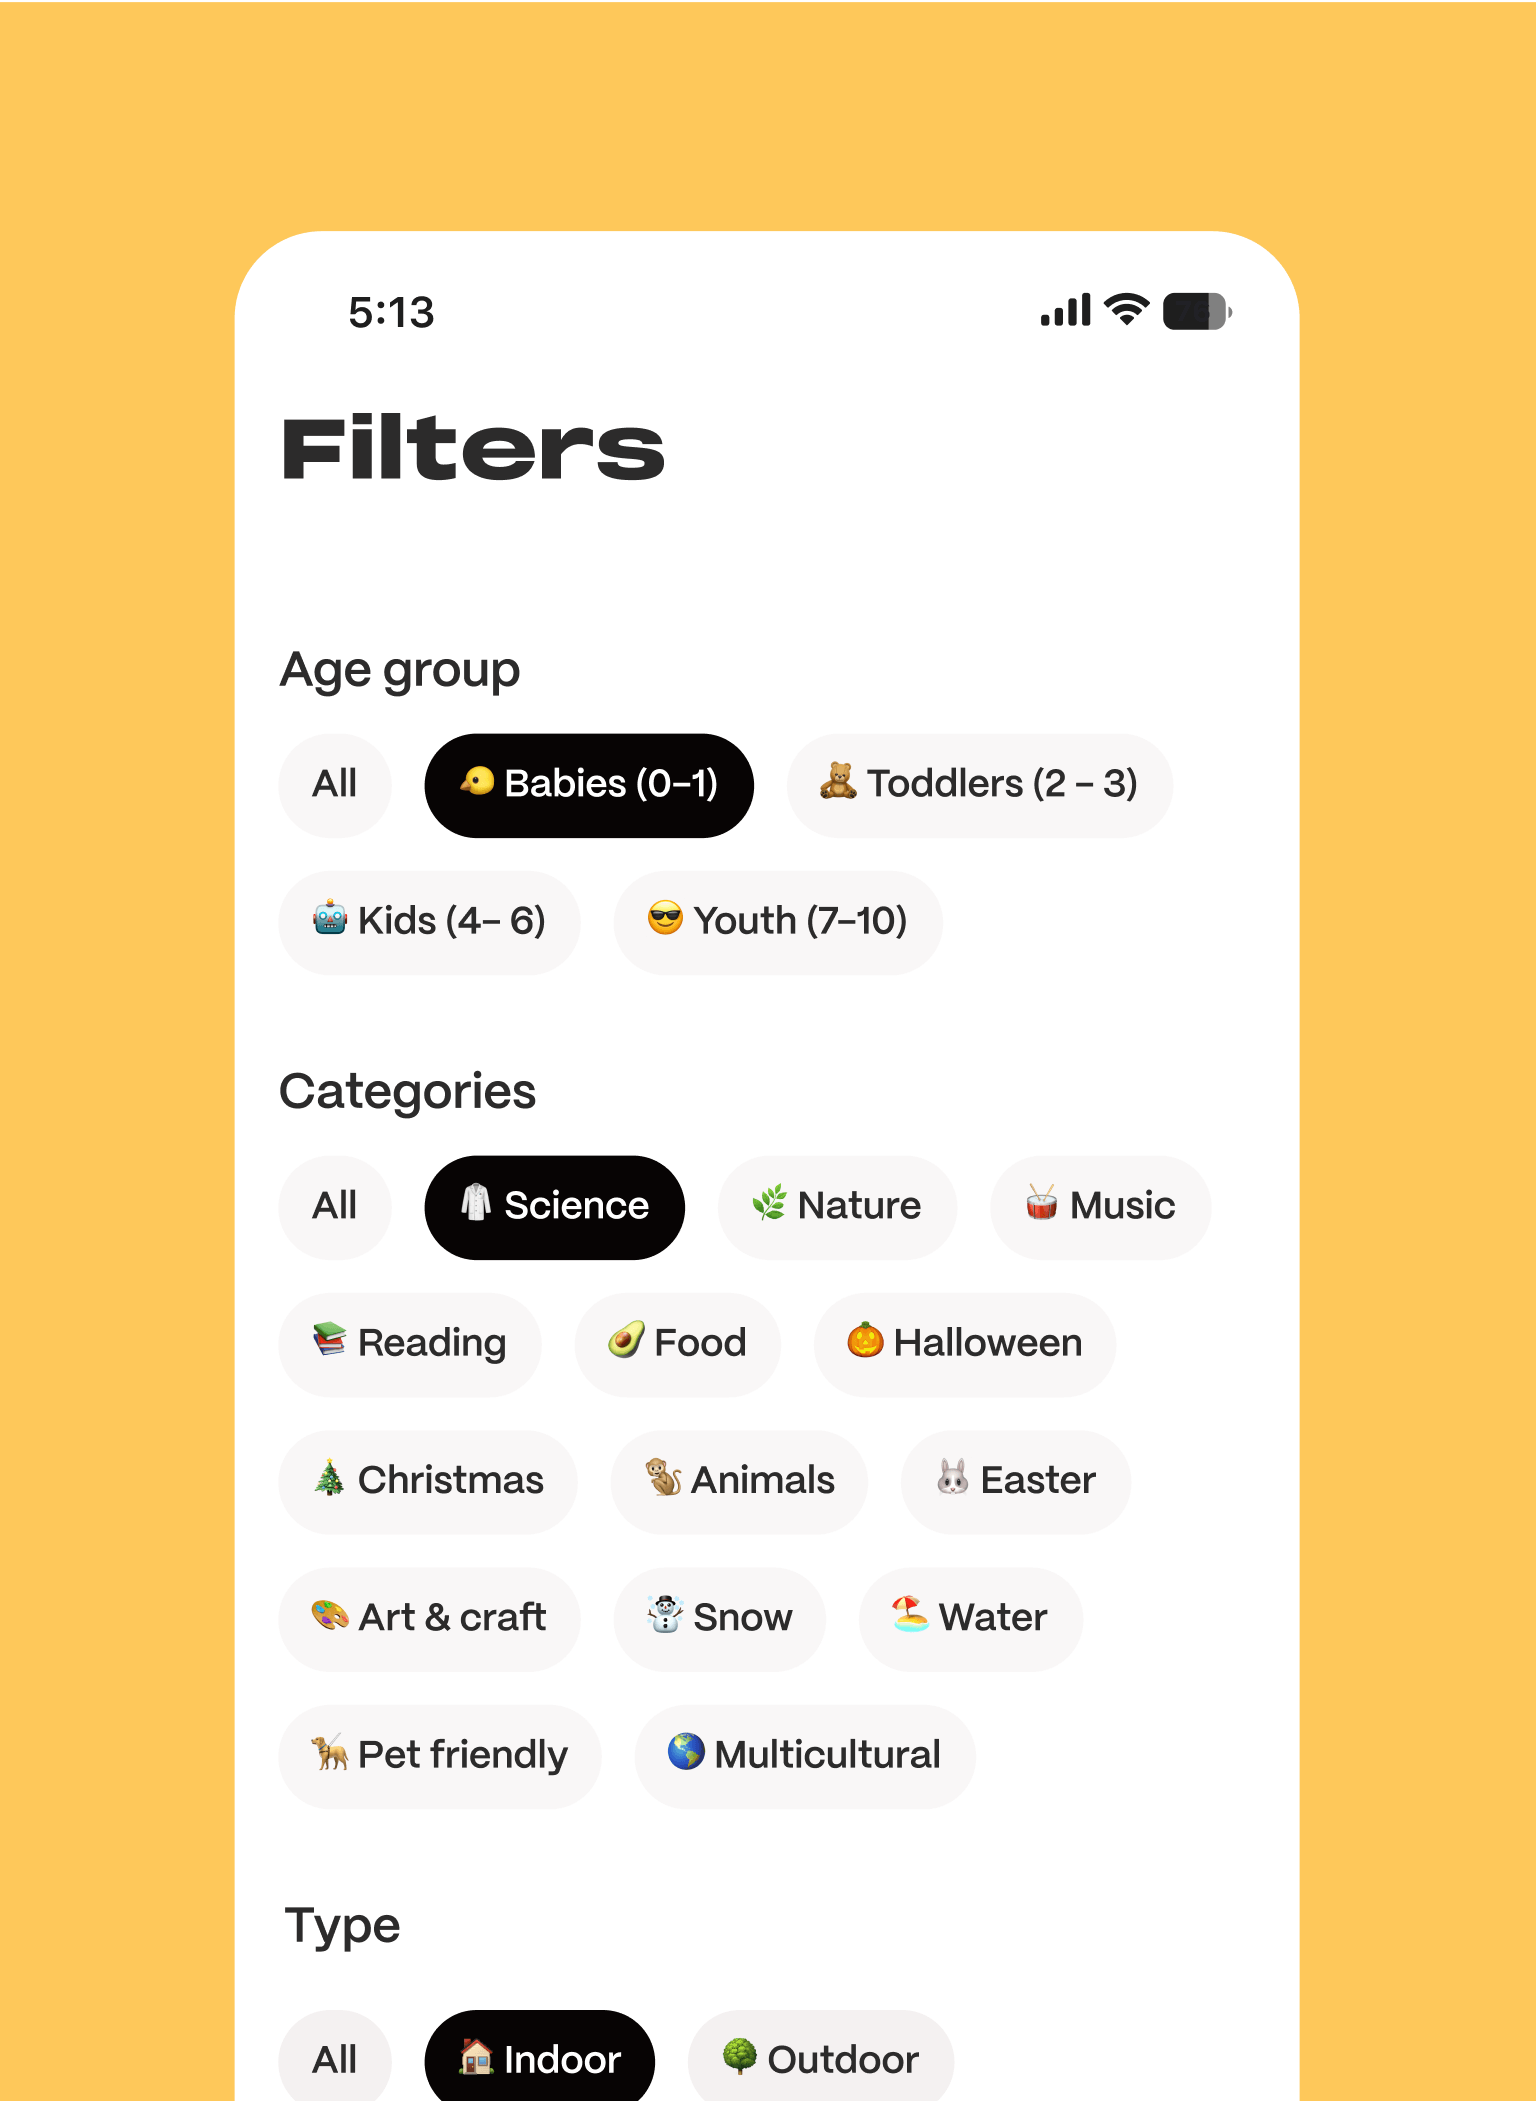 5:13
Filters
Age group
All Babies (0–1) Toddlers (2 – 3)
Kids (4– 6) Youth (7–10)
Categories
All Science Nature Music
Reading Food Halloween
Christmas Animals Easter
Art & craft Snow Water
Pet friendly Multicultural
Type
All Indoor Outdoor